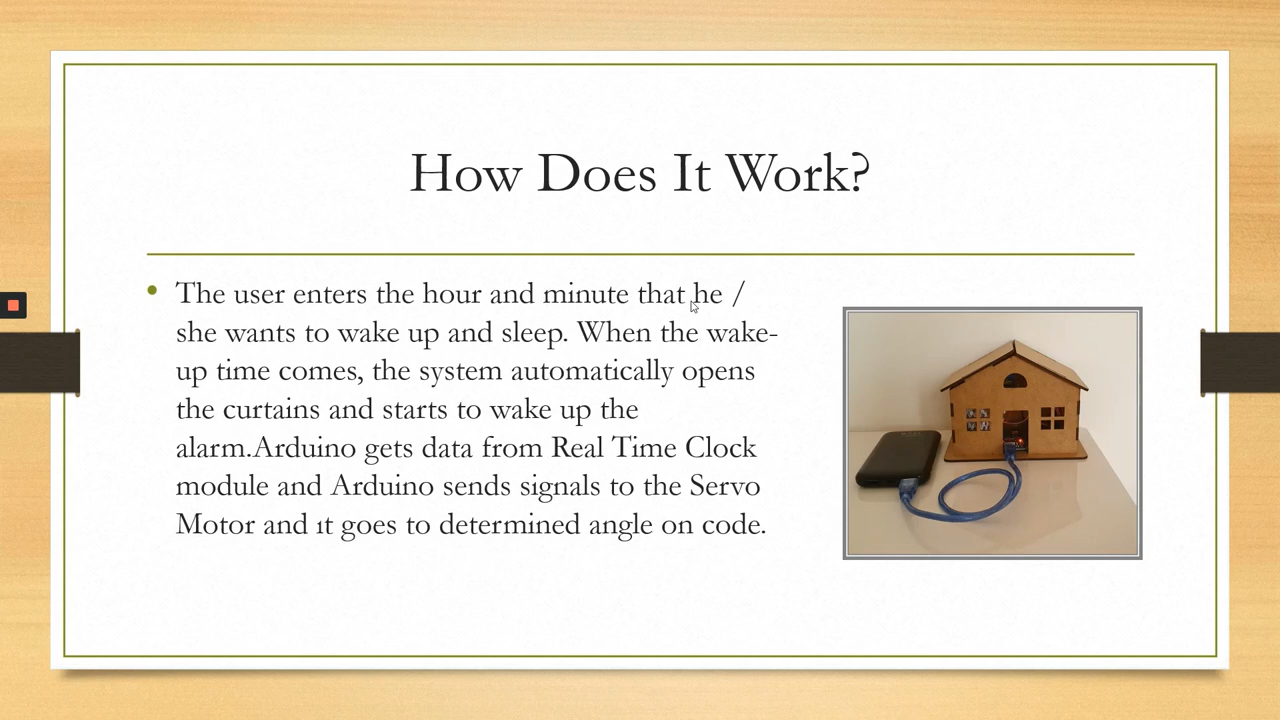 How Does It Work?
The user enters the hour and minute that he /
she wants to wake up and sleep. When the wake-
up time comes, the system automatically opens
the curtains and starts to wake up the
alarm.Arduino gets data from Real Time Clock
module and Arduino sends signals to the Servo
Motor and ıt goes to determined angle on code.